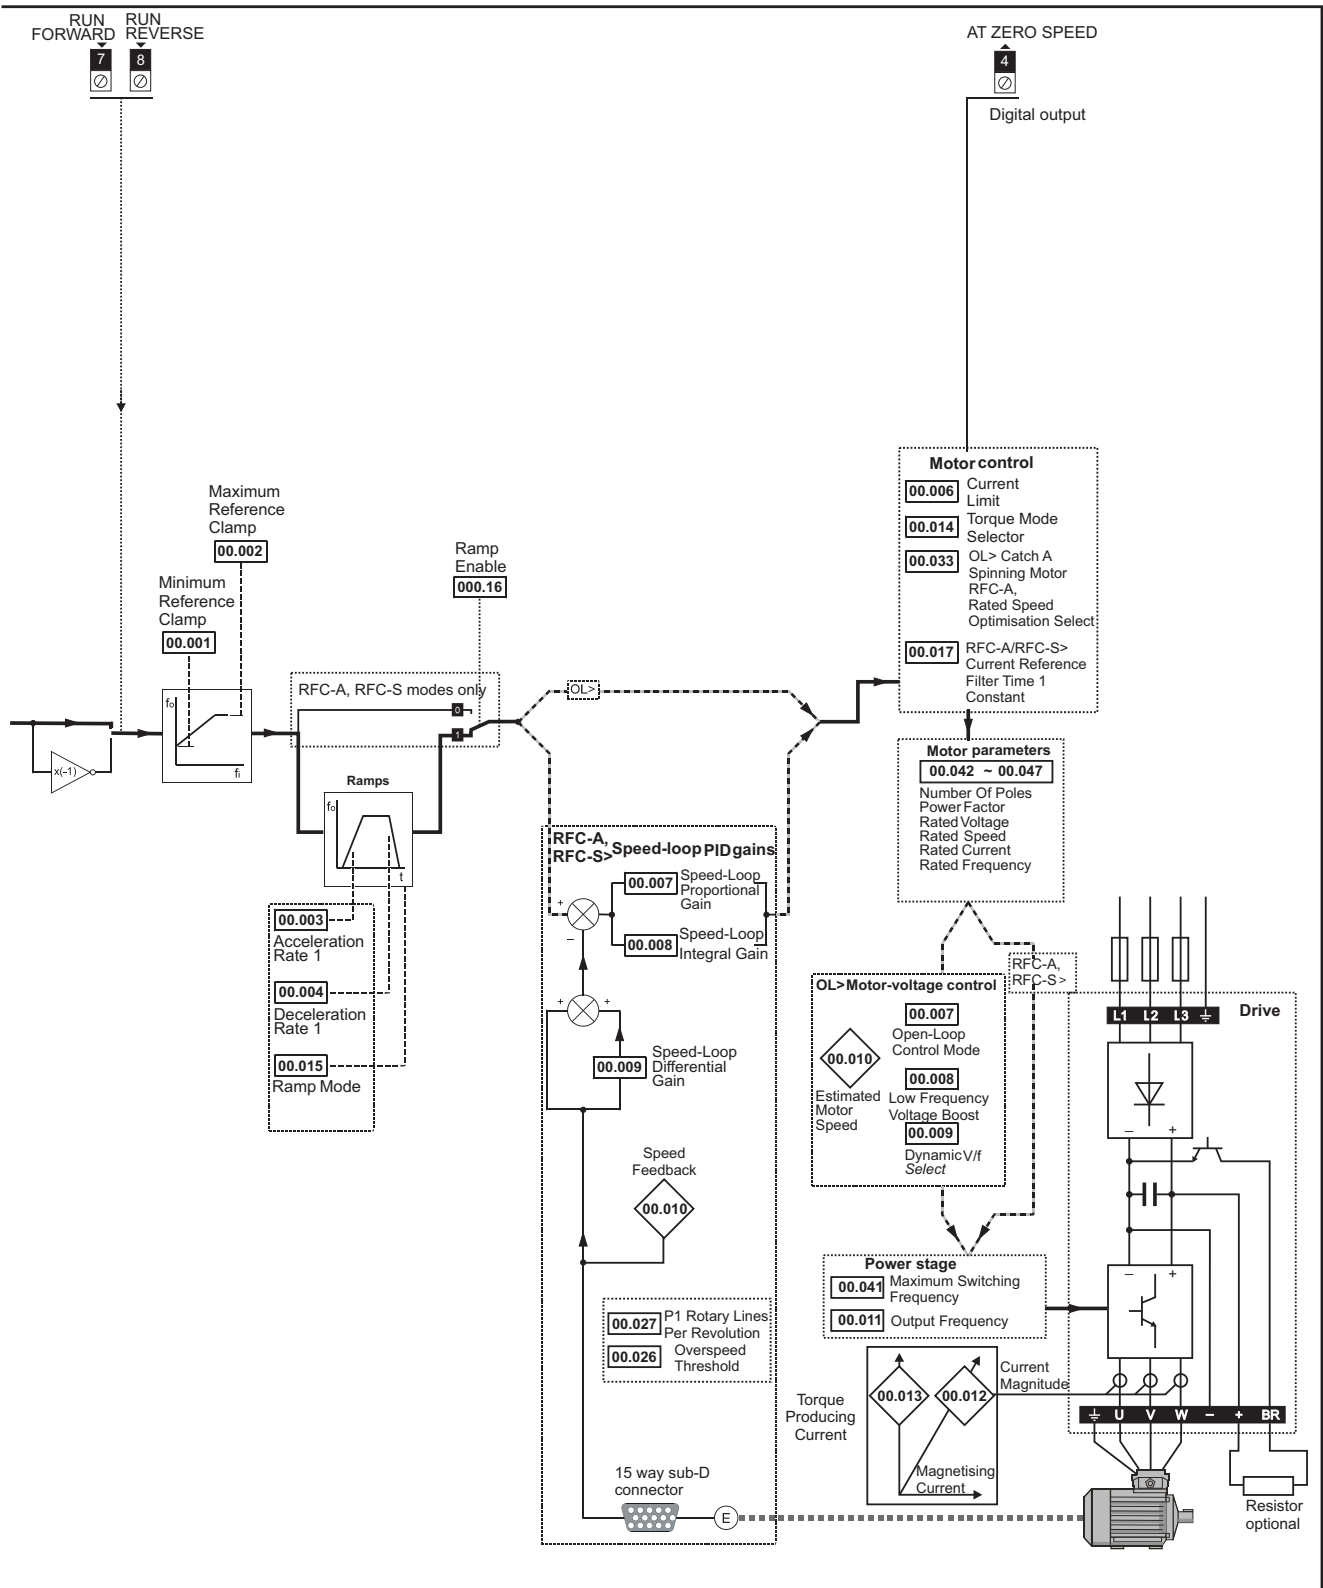 RUN
FORWARD
RUN
REVERSE
7
8
AT ZERO SPEED
4
Digital output
Maximum
Reference
Clamp
00.002
Minimum
Reference
Clamp
00.001
Ramp
Enable
000.16
RFC-A, RFC-S modes only
0
1
OL>
fo
fi
x(-1)
Ramps
fo
t
00.003
Acceleration
Rate 1
00.004
Deceleration
Rate 1
00.015
Ramp Mode
Motor control
00.006
Current
Limit
00.014
Torque Mode
Selector
00.033
OL> Catch A
Spinning Motor
RFC-A,
Rated Speed
Optimisation Select
00.017
RFC-A/RFC-S>
Current Reference
Filter Time 1
Constant
Motor parameters
00.042 ~ 00.047
Number Of Poles
Power Factor
Rated Voltage
Rated Speed
Rated Current
Rated Frequency
RFC-A,
RFC-S> Speed-loop PID gains
+
–
00.007
Speed-Loop
Proportional
Gain
00.008
Speed-Loop
Integral Gain
+
+
00.009
Speed-Loop
Differential
Gain
Speed
Feedback
00.010
00.027
P1 Rotary Lines
Per Revolution
00.026
Overspeed
Threshold
15 way sub-D
connector
E
RFC-A,
RFC-S >
OL> Motor-voltage control
00.007
Open-Loop
Control Mode
00.010
Estimated
Motor
Speed
00.008
Low Frequency
Voltage Boost
00.009
Dynamic V/f
Select
Power stage
00.041
Maximum Switching
Frequency
00.011
Output Frequency
00.013
00.012
Current
Magnitude
Torque
Producing
Current
Magnetising
Current
L1 L2 L3
Drive
–
+
–
+
U V W – + BR
Resistor
optional